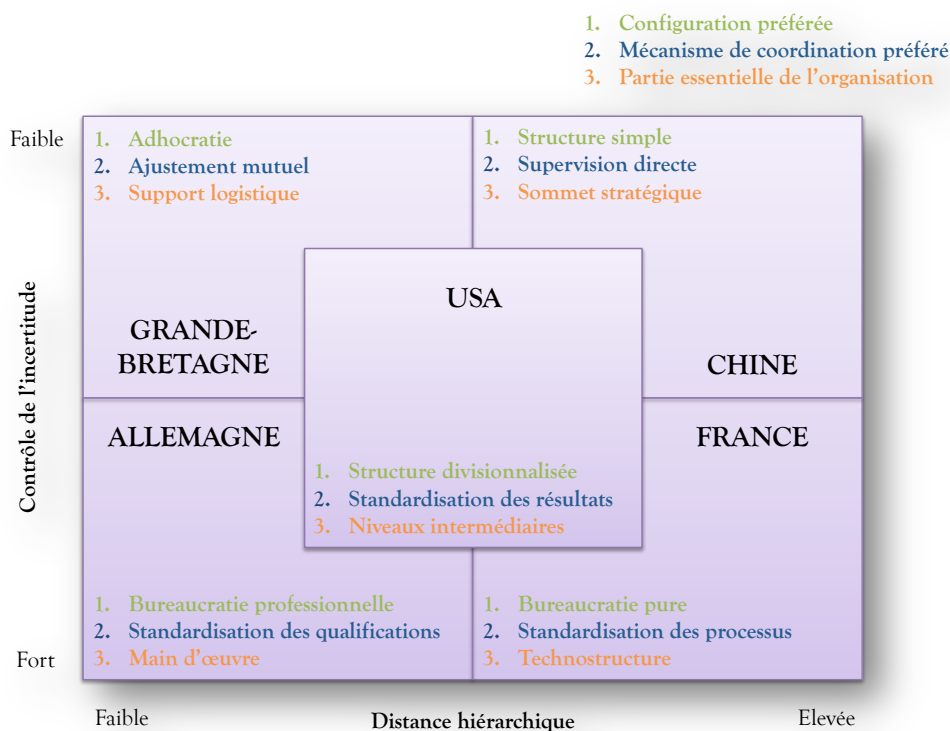 1. Configuration préférée
2. Mécanisme de coordination préféré
3. Partie essentielle de l'organisation
Faible
1. Adhocratie
2. Ajustement mutuel
3. Support logistique
1. Structure simple
2. Supervision directe
3. Sommet stratégique
Contrôle de l'incertitude
GRANDE-
BRETAGNE
USA
CHINE
ALLEMAGNE
FRANCE
1. Structure divisionnalisée
2. Standardisation des résultats
3. Niveaux intermédiaires
1. Bureaucratie professionnelle
2. Standardisation des qualifications
3. Main d'œuvre
1. Bureaucratie pure
2. Standardisation des processus
3. Technostructure
Fort
Faible
Distance hiérarchique
Elevée